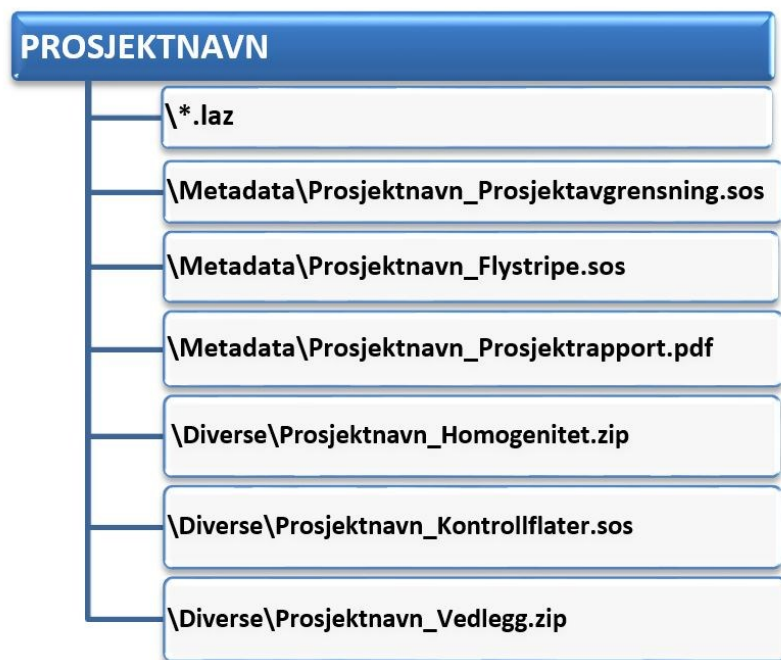 PROSJEKTNAVN
\*.laz
\Metadata\Prosjektnavn_Prosjektavgrensning.sos
\Metadata\Prosjektnavn_Flystripe.sos
\Metadata\Prosjektnavn_Prosjektrapport.pdf
\Diverse\Prosjektnavn_Homogenitet.zip
\Diverse\Prosjektnavn_Kontrollflater.sos
\Diverse\Prosjektnavn_Vedlegg.zip